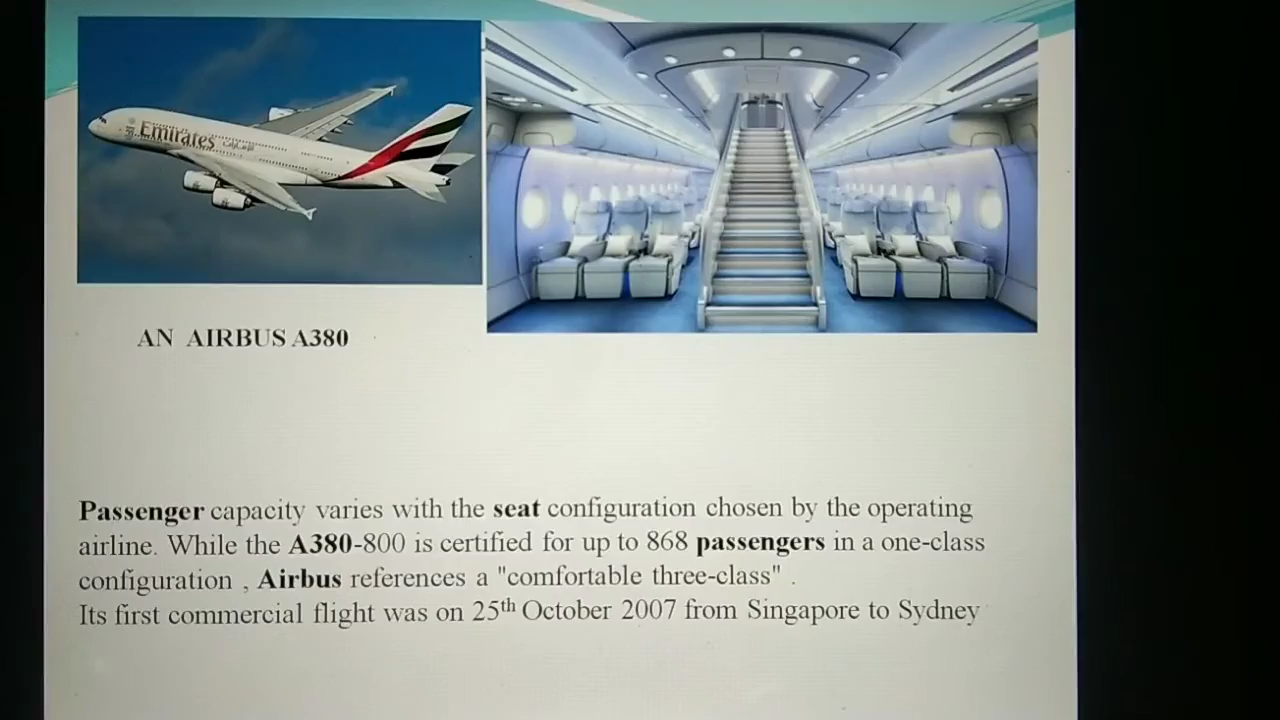 Emirates
AN AIRBUS A380
Passenger capacity varies with the seat configuration chosen by the operating
airline. While the A380-800 is certified for up to 868 passengers in a one-class
configuration , Airbus references a "comfortable three-class" .
Its first commercial flight was on 25th October 2007 from Singapore to Sydney